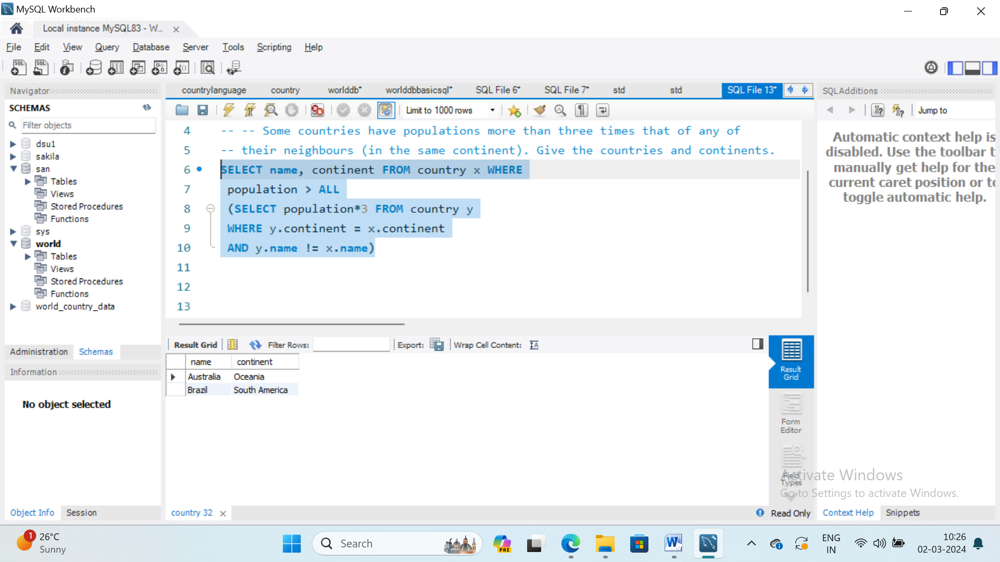 MySQL Workbench
Local instance MySQL83 - W...
File Edit View Query Database Server Tools Scripting Help
Navigator
SCHEMAS
Filter objects
dsu1
sakila
san
Tables
Views
Stored Procedures
Functions
sys
world
Tables
Views
Stored Procedures
Functions
world_country_data
Administration Schemas
Information
No object selected
Object Info Session
countrylanguage country worlddb* worlddbbasicsql* SQL File 6* SQL File 7* std std SQL File 13*
Limit to 1000 rows
4 -- -- Some countries have populations more than three times that of any of
5 -- their neighbours (in the same continent). Give the countries and continents.
6 SELECT name, continent FROM country x WHERE
7 population > ALL
8 (SELECT population*3 FROM country y
9 WHERE y.continent = x.continent
10 AND y.name != x.name)
11
12
13
Result Grid Filter Rows: Export: Wrap Cell Content:
name continent
Australia Oceania
Brazil South America
Result
Grid
Form
Editor
Field
Types
country 32
Read Only
SQLAdditions
Jump to
Automatic context help is
disabled. Use the toolbar t
manually get help for the
current caret position or to
toggle automatic help.
Activate Windows
Go to Settings to activate Windows.
Context Help Snippets
1
26°C
Sunny
Search
PRE
ENG
IN
10:26
02-03-2024